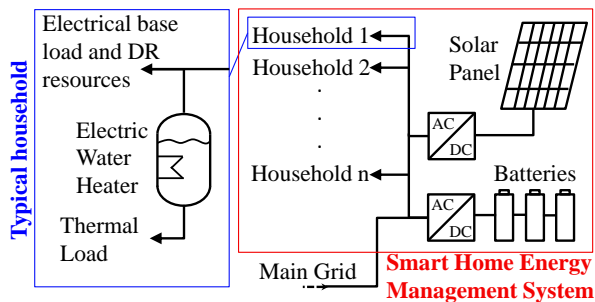 Typical household
Electrical base
load and DR
resources
Electric
Water
Heater
Thermal
Load
Household 1
Household 2
.
.
.
Household n
Solar
Panel
AC
DC
Batteries
AC
DC
Main Grid
Smart Home Energy
Management System